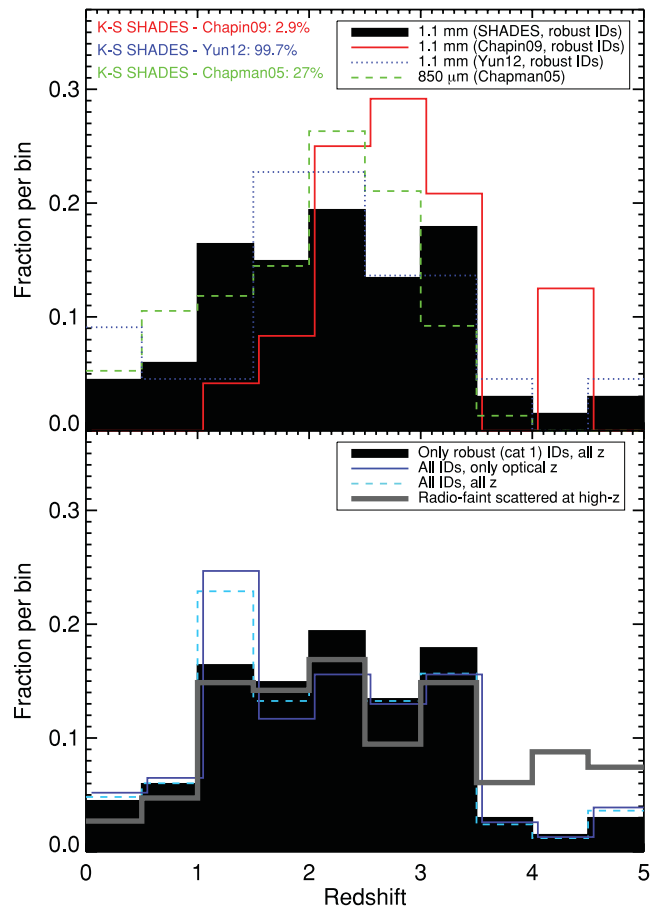 K-S SHADES - Chapin09: 2,9%
K-S SHADES - Yun12: 99.7%
K-S SHADES - Chapman05: 27%
1.1 mm (SHADES, robust IDs)
1.1 mm (Chapin09, robust IDs)
1.1 mm (Yun12, robust IDs)
850 μm (Chapman05)
Fraction per bin
0.3
0.2
0.1
0.0
Only robust (cat 1) IDs, all z
All IDs, only optical z
All IDs, all z
Radio-faint scattered at high-z
Fraction per bin
0.3
0.2
0.1
0.0
0 1 2 3 4 5
Redshift